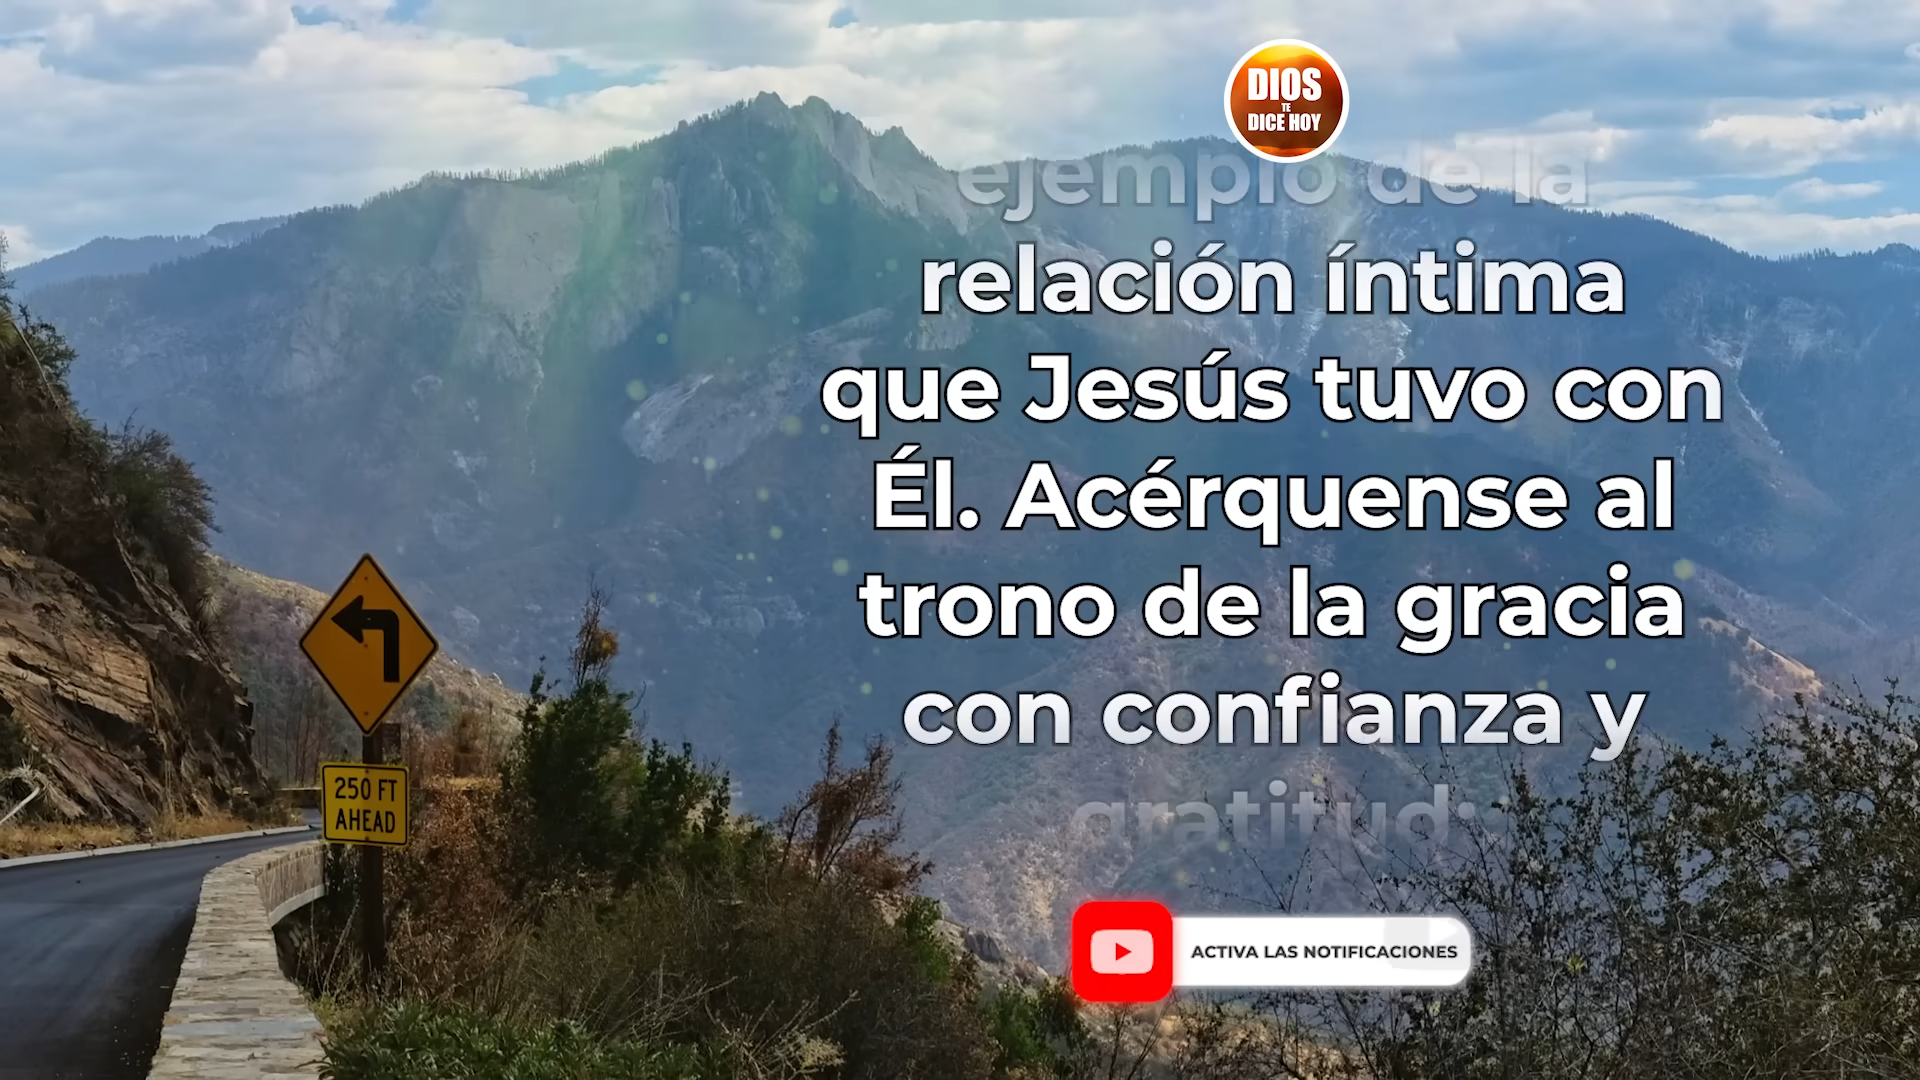 DIOS
TE
DICE HOY
ejemplo de la
relación íntima
que Jesús tuvo con
Él. Acérquense al
trono de la gracia
con confianza y
gratitud;
250 FT
AHEAD
ACTIVA LAS NOTIFICACIONES